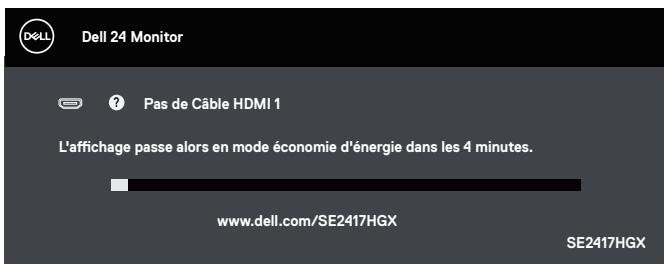 DELL Dell 24 Monitor
? Pas de Câble HDMI 1
L'affichage passe alors en mode économie d'énergie dans les 4 minutes.
www.dell.com/SE2417HGX
SE2417HGX